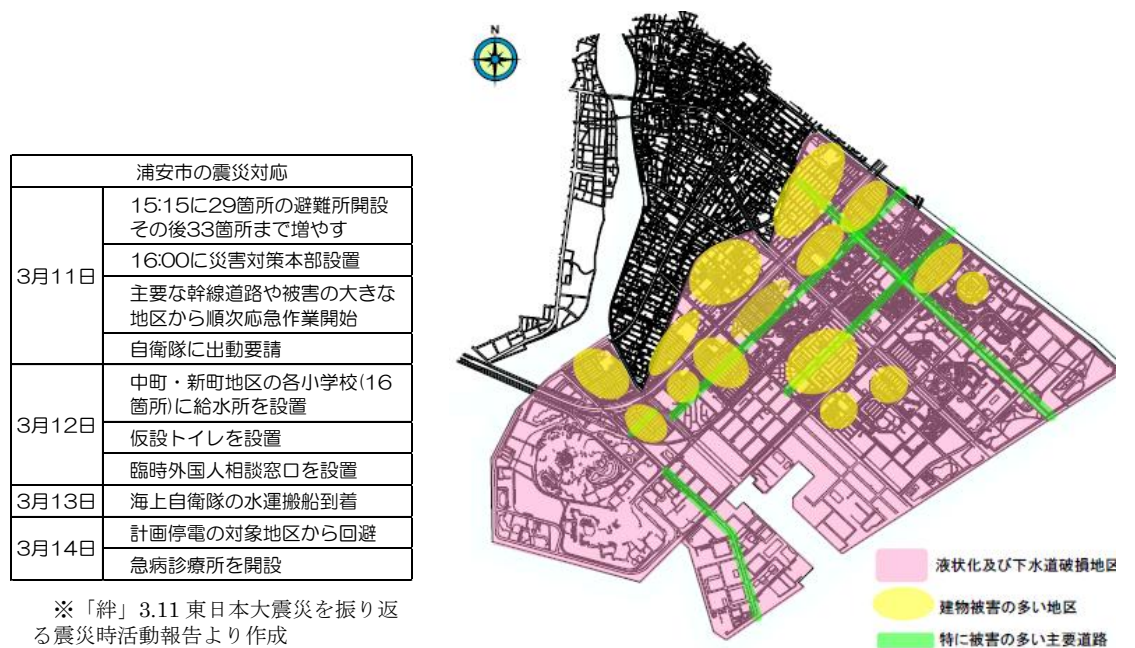 浦安市の震災対応
3月11日
15:15に29箇所の避難所開設
その後33箇所まで増やす
16:00に災害対策本部設置
主要な幹線道路や被害の大きな
地区から順次応急作業開始
自衛隊に出動要請
3月12日
中町・新町地区の各小学校(16
箇所)に給水所を設置
仮設トイレを設置
臨時外国人相談窓口を設置
3月13日
海上自衛隊の水運搬船到着
3月14日
計画停電の対象地区から回避
急病診療所を開設
※「絆」3.11 東日本大震災を振り返
る震災時活動報告より作成
N
液状化及び下水道破損地区
建物被害の多い地区
特に被害の多い主要道路